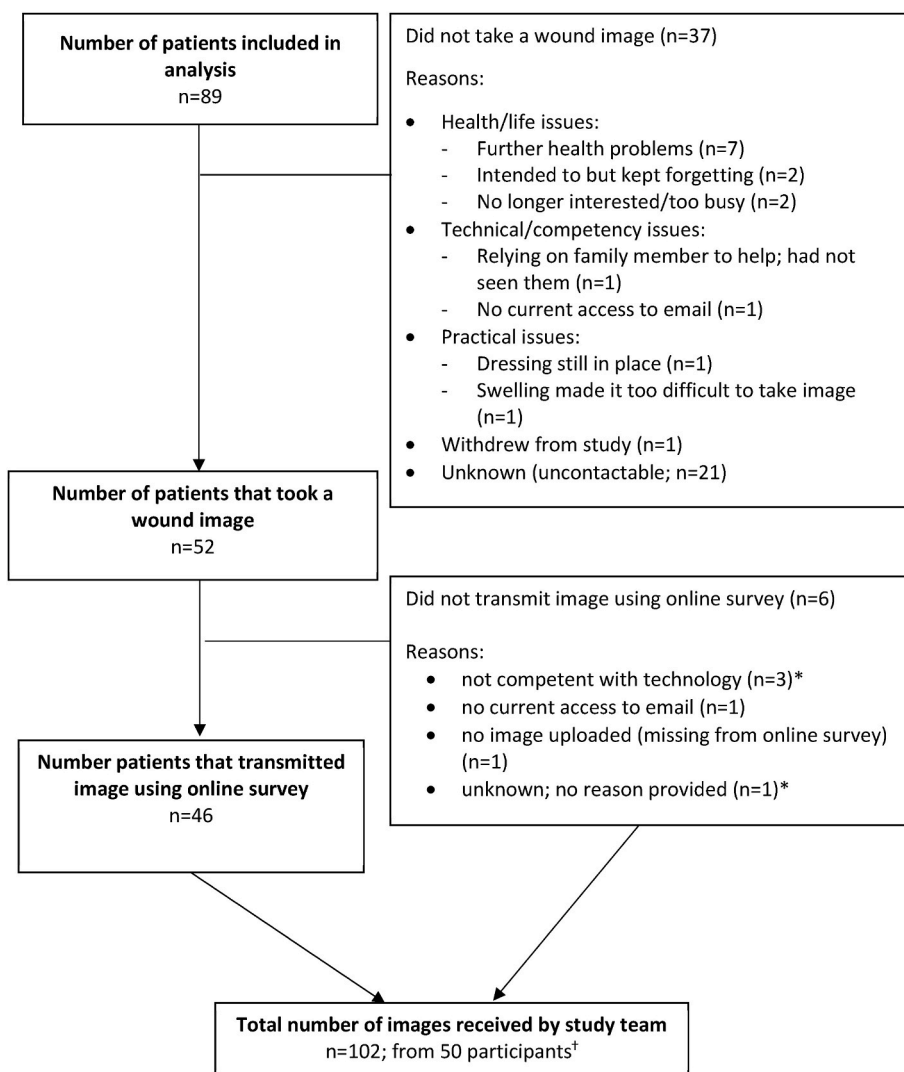 Number of patients included in
analysis
n=89
Did not take a wound image (n=37)
Reasons:
• Health/life issues:
- Further health problems (n=7)
- Intended to but kept forgetting (n=2)
- No longer interested/too busy (n=2)
• Technical/competency issues:
- Relying on family member to help; had not
seen them (n=1)
- No current access to email (n=1)
• Practical issues:
- Dressing still in place (n=1)
- Swelling made it too difficult to take image
(n=1)
• Withdrew from study (n=1)
• Unknown (uncontactable; n=21)
Number of patients that took a
wound image
n=52
Did not transmit image using online survey (n=6)
Reasons:
• not competent with technology (n=3)*
• no current access to email (n=1)
• no image uploaded (missing from online survey)
(n=1)
• unknown; no reason provided (n=1)*
Number patients that transmitted
image using online survey
n=46
Total number of images received by study team
n=102; from 50 participants†